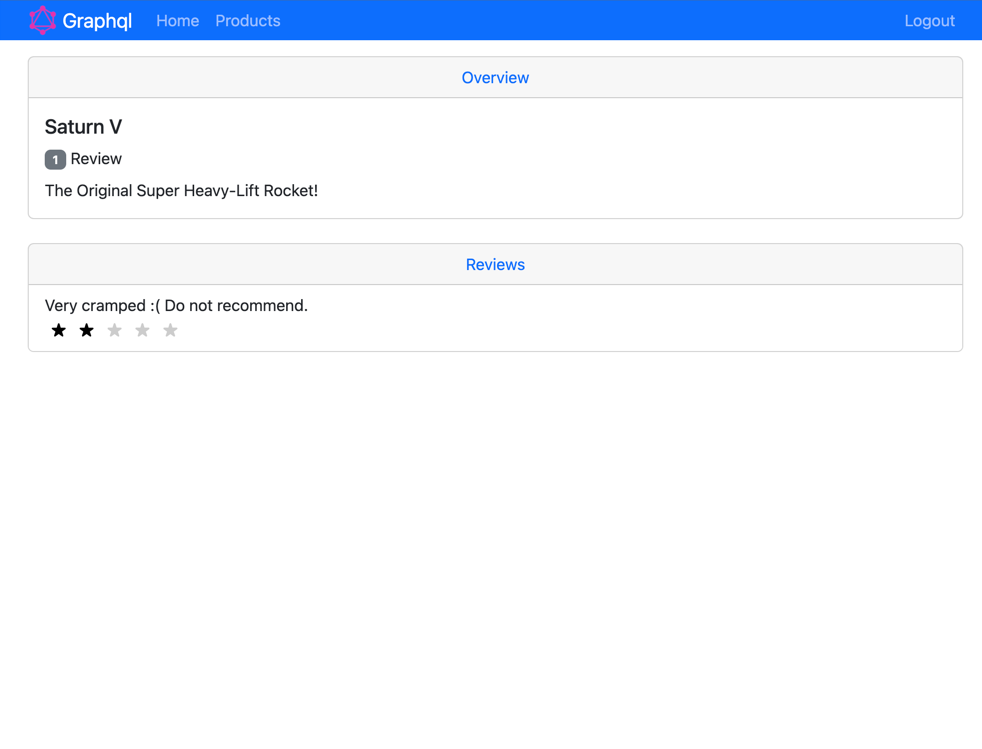 Graphql Home Products Logout
Overview
Saturn V
1 Review
The Original Super Heavy-Lift Rocket!
Reviews
Very cramped :( Do not recommend.